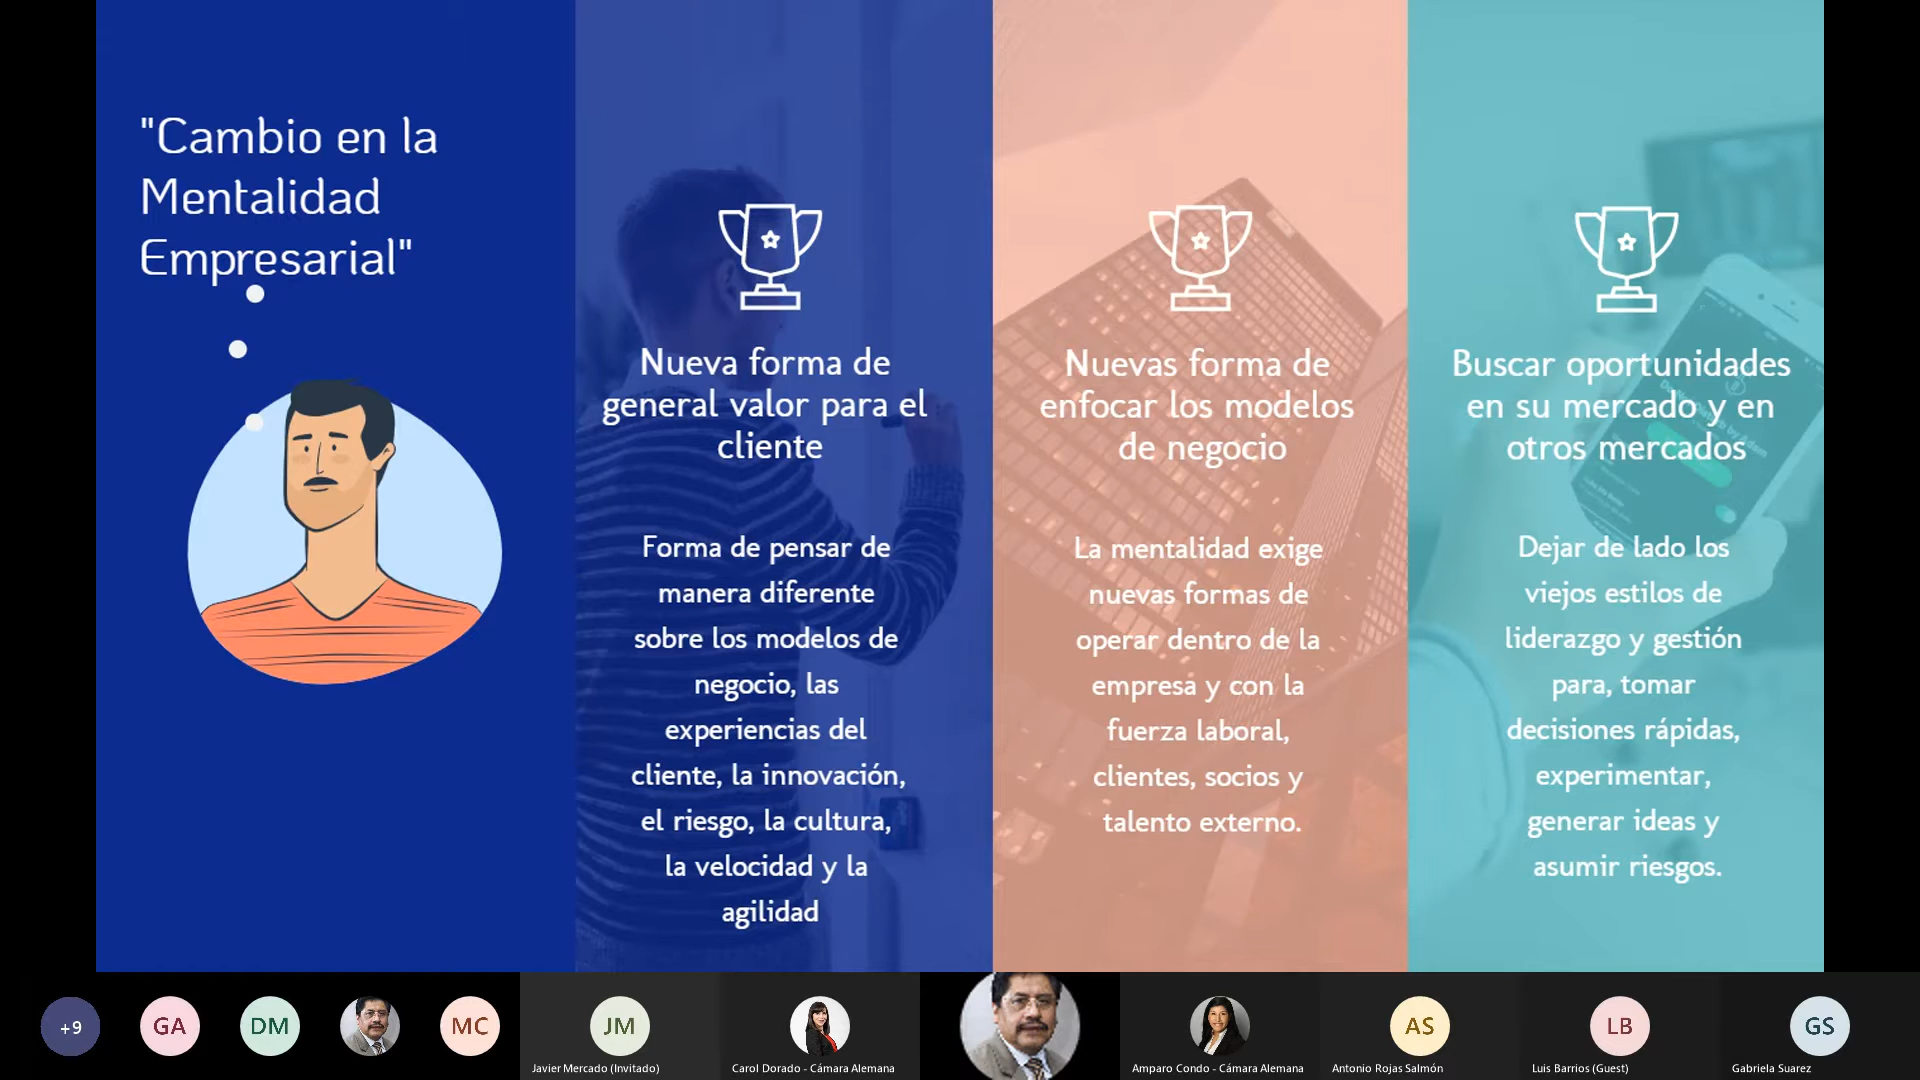 "Cambio en la
Mentalidad
Empresarial"
Nueva forma de
general valor para el
cliente
Forma de pensar de
manera diferente
sobre los modelos de
negocio, las
experiencias del
cliente, la innovación,
el riesgo, la cultura,
la velocidad y la
agilidad
Nuevas forma de
enfocar los modelos
de negocio
La mentalidad exige
nuevas formas de
operar dentro de la
empresa y con la
fuerza laboral,
clientes, socios y
talento externo.
Buscar oportunidades
en su mercado y en
otros mercados
Dejar de lado los
viejos estilos de
liderazgo y gestión
para, tomar
decisiones rápidas,
experimentar,
generar ideas y
asumir riesgos.
+9
GA
DM
MC
JM
Javier Mercado (Invitado)
Carol Dorado - Cámara Alemana
Amparo Condo - Cámara Alemana
AS
Antonio Rojas Salmón
LB
Luis Barrios (Guest)
GS
Gabriela Suarez